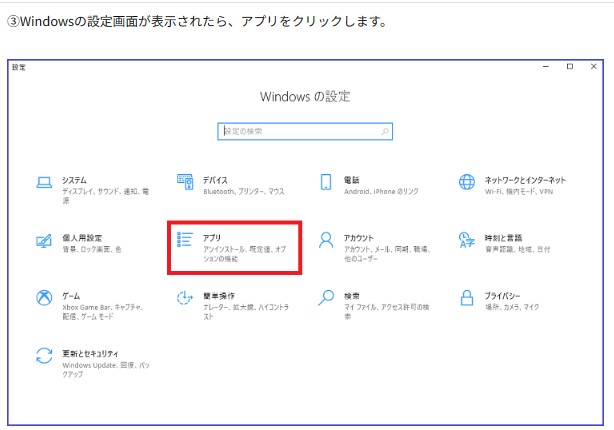 ③Windowsの設定画面が表示されたら、アプリをクリックします。
設定
Windows の設定
設定の検索
システム
ディスプレイ、サウンド、通知、電
源
デバイス
Bluetooth、プリンター、マウス
電話
Android、iPhone のリンク
ネットワークとインターネット
Wi-Fi、機内モード、VPN
個人用設定
背景、ロック画面、色
アプリ
アンインストール、既定値、オプ
ションの機能
アカウント
アカウント、メール、同期、職場、
他のユーザー
時刻と言語
音声認識、地域、日付
ゲーム
Xbox Game Bar、キャプチャ、
配信、ゲーム モード
簡単操作
ナレーター、拡大鏡、ハイコントラ
スト
検索
マイ ファイル、アクセス許可の検
索
プライバシー
場所、カメラ、マイク
更新とセキュリティ
Windows Update、回復、バッ
クアップ